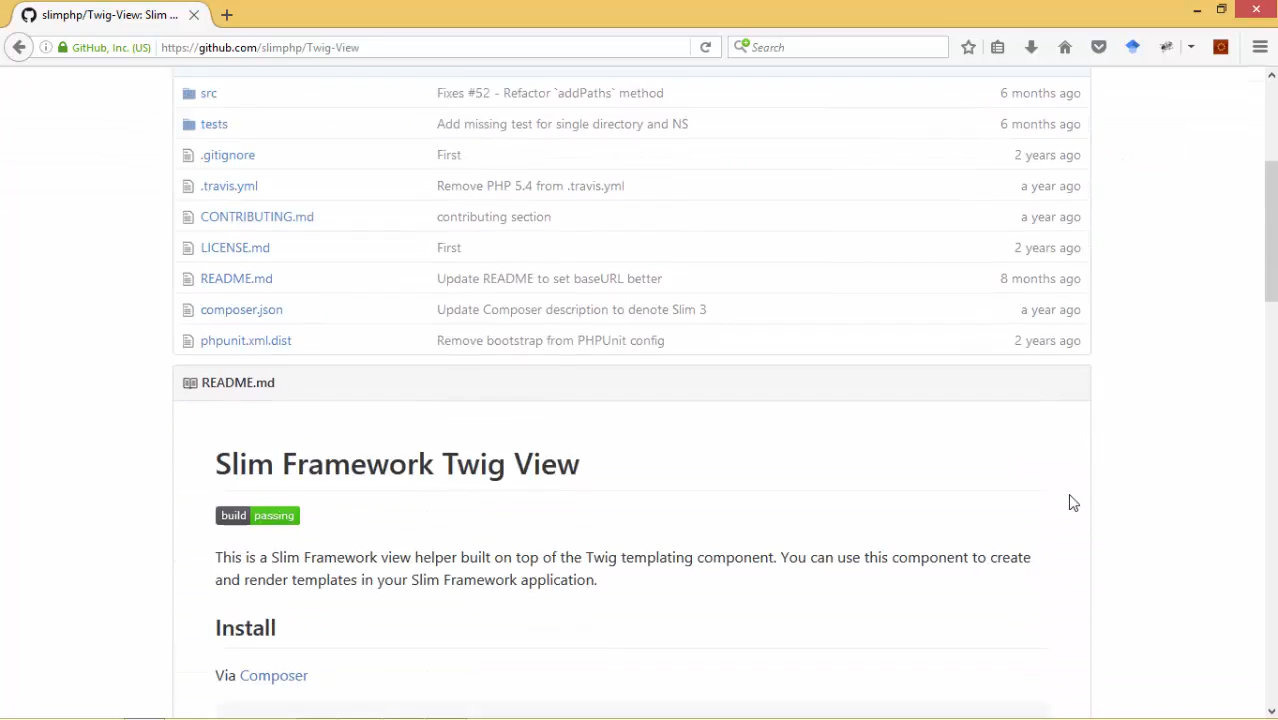 slimphp/Twig-View: Slim ...
GitHub, Inc. (US) https://github.com/slimphp/Twig-View Search
src Fixes #52 - Refactor `addPaths` method 6 months ago
tests Add missing test for single directory and NS 6 months ago
.gitignore First 2 years ago
.travis.yml Remove PHP 5.4 from .travis.yml a year ago
CONTRIBUTING.md contributing section a year ago
LICENSE.md First 2 years ago
README.md Update README to set baseURL better 8 months ago
composer.json Update Composer description to denote Slim 3 a year ago
phpunit.xml.dist Remove bootstrap from PHPUnit config 2 years ago
README.md
Slim Framework Twig View
build passing
This is a Slim Framework view helper built on top of the Twig templating component. You can use this component to create
and render templates in your Slim Framework application.
Install
Via Composer